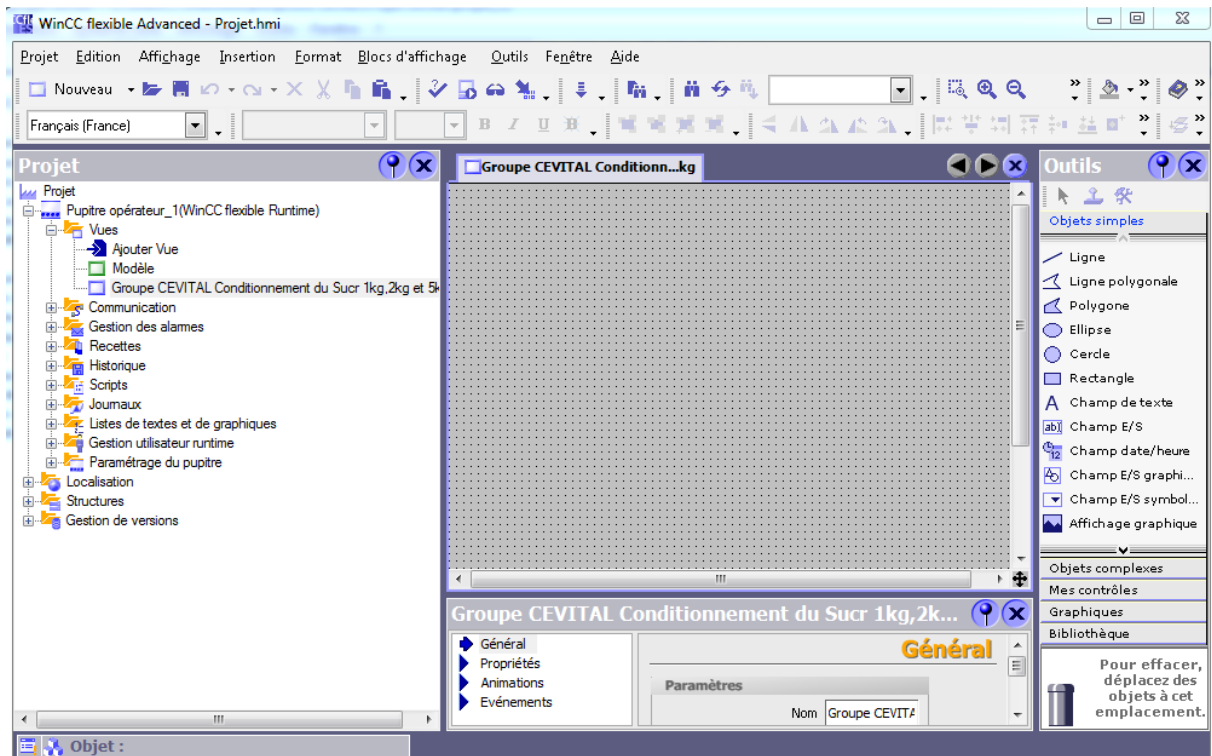 WinCC flexible Advanced - Projet.hmi
Projet Edition Affichage Insertion Format Blocs d'affichage Outils Fenêtre Aide
Nouveau
Français (France)
B I U
Projet
Projet
Pupitre opérateur_1(WinCC flexible Runtime)
Vues
Ajouter Vue
Modèle
Groupe CEVITAL Conditionnement du Sucr 1kg,2kg et 5k
Communication
Gestion des alarmes
Recettes
Historique
Scripts
Journaux
Listes de textes et de graphiques
Gestion utilisateur runtime
Paramétrage du pupitre
Localisation
Structures
Gestion de versions
Groupe CEVITAL Conditionn...kg
Groupe CEVITAL Conditionnement du Sucr 1kg,2k...
Général
Propriétés
Animations
Evénements
Général
Paramètres
Nom Groupe CEVITA
Outils
Objets simples
Ligne
Ligne polygonale
Polygone
Ellipse
Cercle
Rectangle
A Champ de texte
ab Champ E/S
12 Champ date/heure
Champ E/S graphi...
Champ E/S symbol...
Affichage graphique
Objets complexes
Mes contrôles
Graphiques
Bibliothèque
Pour effacer,
déplacez des
objets à cet
emplacement.
Objet :